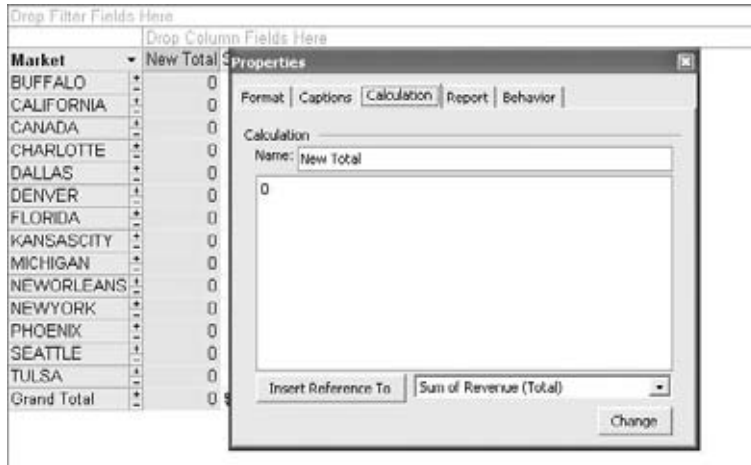 Drop Filter Fields Here
Drop Column Fields Here
Market New Total S
BUFFALO 0
CALIFORNIA 0
CANADA 0
CHARLOTTE 0
DALLAS 0
DENVER 0
FLORIDA 0
KANSASCITY 0
MICHIGAN 0
NEWORLEANS 0
NEWYORK 0
PHOENIX 0
SEATTLE 0
TULSA 0
Grand Total 0 $
Properties
Format Captions Calculation Report Behavior
Calculation
Name: New Total
0
Insert Reference To Sum of Revenue (Total)
Change